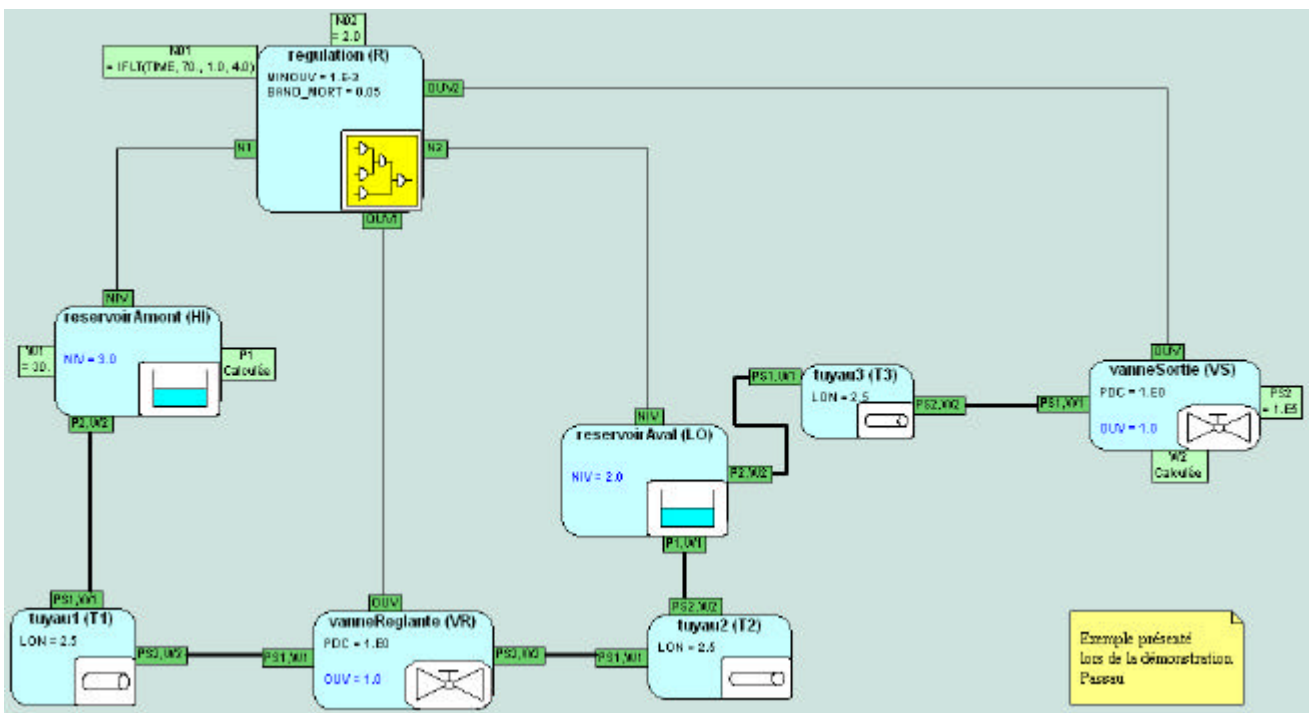 N02
= 2.0
N01
= IFLT(TIME, 70., 1.0, 4.0)
regulation (R)
MINOUV = 1.E-3
BAND_MORT = 0.05
OUV2
N1
N2
OUV1
NIV
reservoirAmont (HI)
NIV = 3.0
= 30.
P1
Calculée
P2,W2
NIV
reservoirAval (LO)
NIV = 2.0
P2,W2
P1,W1
PS1,W1
tuyau3 (T3)
LON = 2.5
PS2,W2
PS1,W1
OUV
vanneSortie (VS)
PDC = 1.E0
OUV = 1.0
PS2
= 1.E5
W2
Calculée
PS1,W1
tuyau1 (T1)
LON = 2.5
PS2,W2
PS1,W1
OUV
vanneReglante (VR)
PDC = 1.E0
OUV = 1.0
PS2,W2
PS1,W1
PS2,W2
tuyau2 (T2)
LON = 2.5
Exemple présenté
lors de la démonstration.
Passau